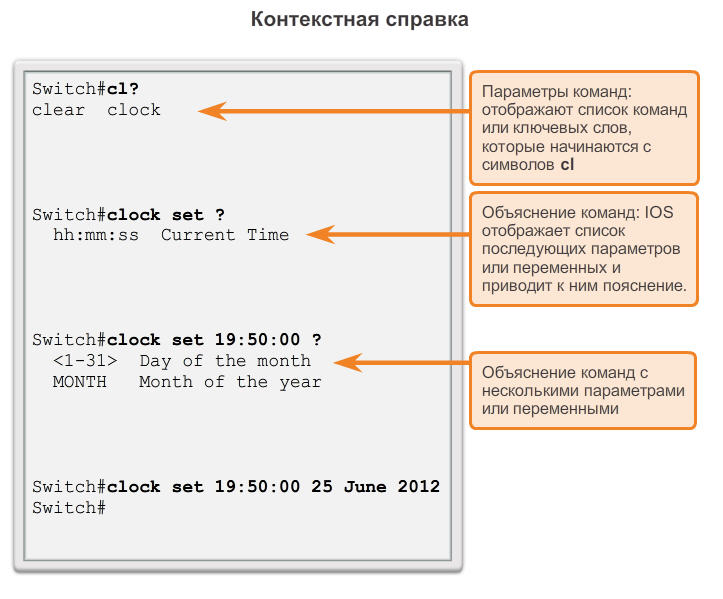 Контекстная справка
Switch#cl?
clear  clock
Параметры команд:
отображают список команд
или ключевых слов,
которые начинаются с
символов cl
Switch#clock set ?
hh:mm:ss  Current Time
Объяснение команд: IOS
отображает список
последующих параметров
или переменных и
приводит к ним пояснение.
Switch#clock set 19:50:00 ?
<1-31>  Day of the month
MONTH   Month of the year
Объяснение команд с
несколькими параметрами
или переменными
Switch#clock set 19:50:00 25 June 2012
Switch#